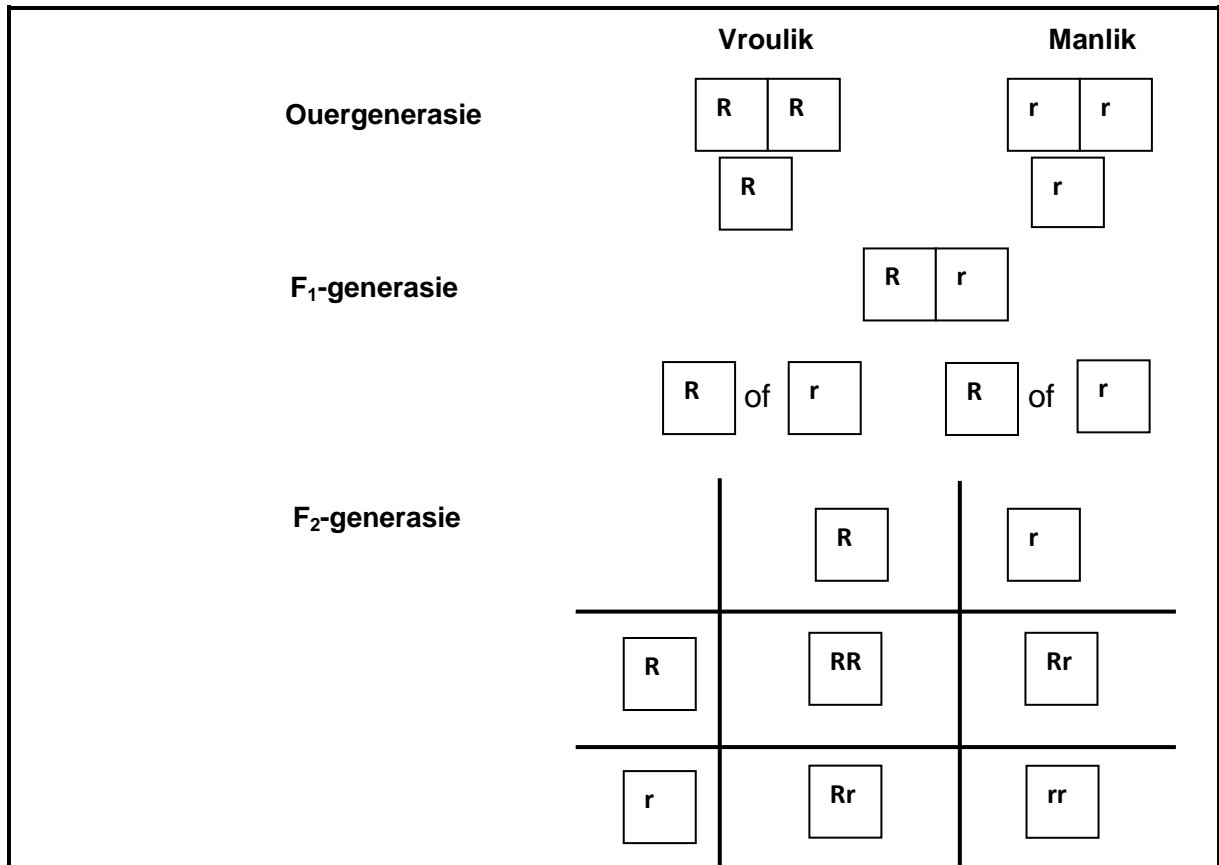 Vroulik Manlik
Ouergenerasie R R r r
R r
F₁-generasie R r
R of r R of r
F₂-generasie R r
R RR Rr
r Rr rr